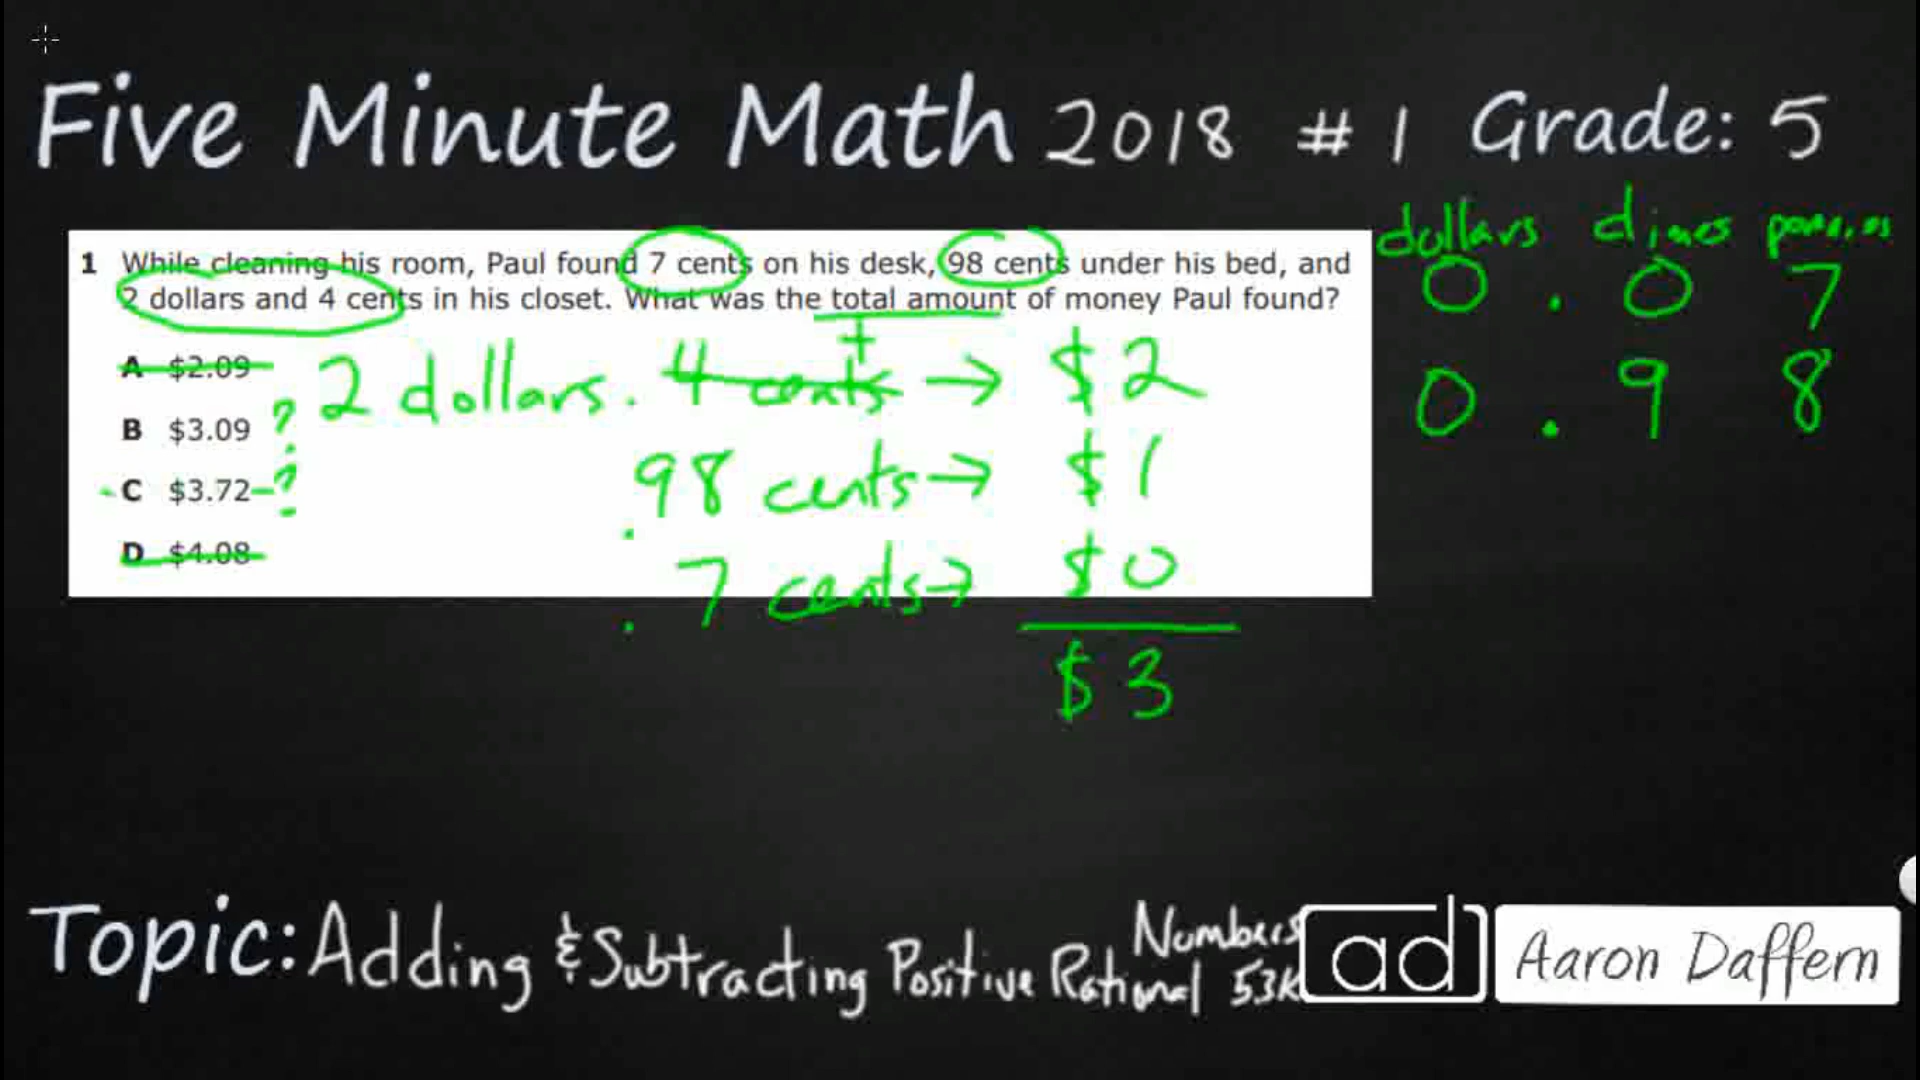 Five Minute Math 2018 # 1 Grade: 5
dollars dimes pennies
0 . 0 7
0 . 9 8
1 While cleaning his room, Paul found 7 cents on his desk, 98 cents under his bed, and
2 dollars and 4 cents in his closet. What was the total amount of money Paul found?
+
A $2.09
B $3.09 ?
C $3.72 ?
D $4.08
2 dollars. 4 cents → $2
98 cents → $1
. 7 cents → $0
$3
Topic: Adding & Subtracting Positive Rational Numbers 5.3K
ad Aaron Daffern